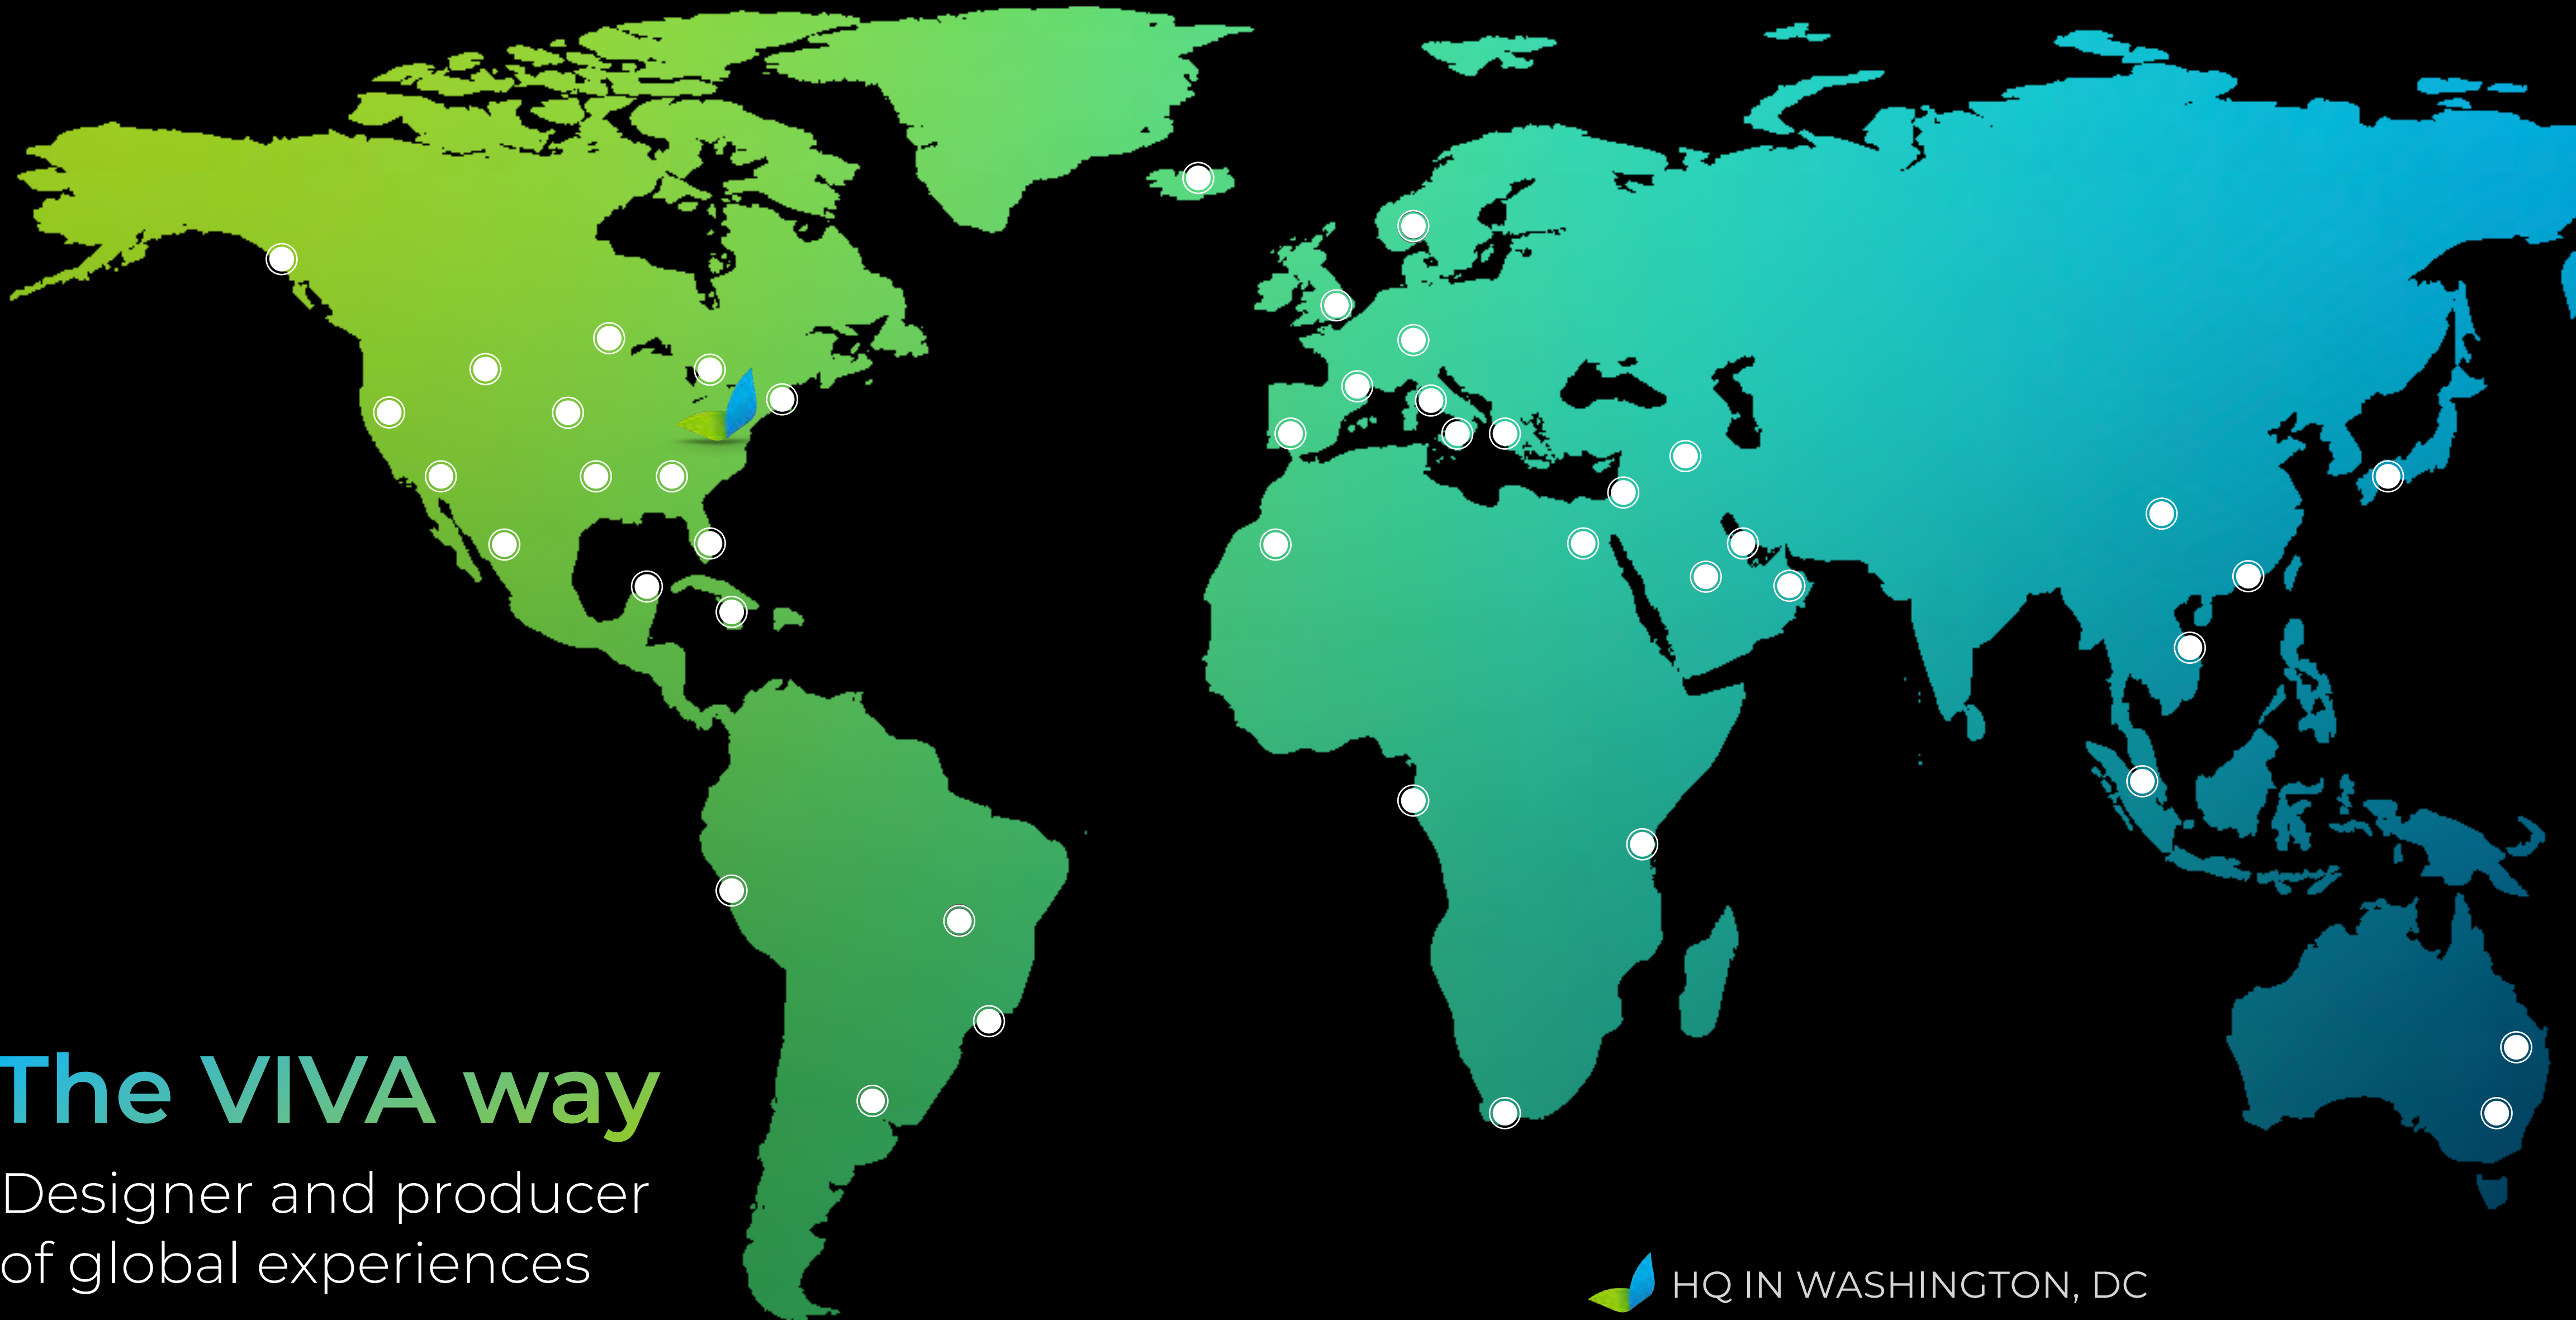 The VIVA way
Designer and producer
of global experiences
HQ IN WASHINGTON, DC